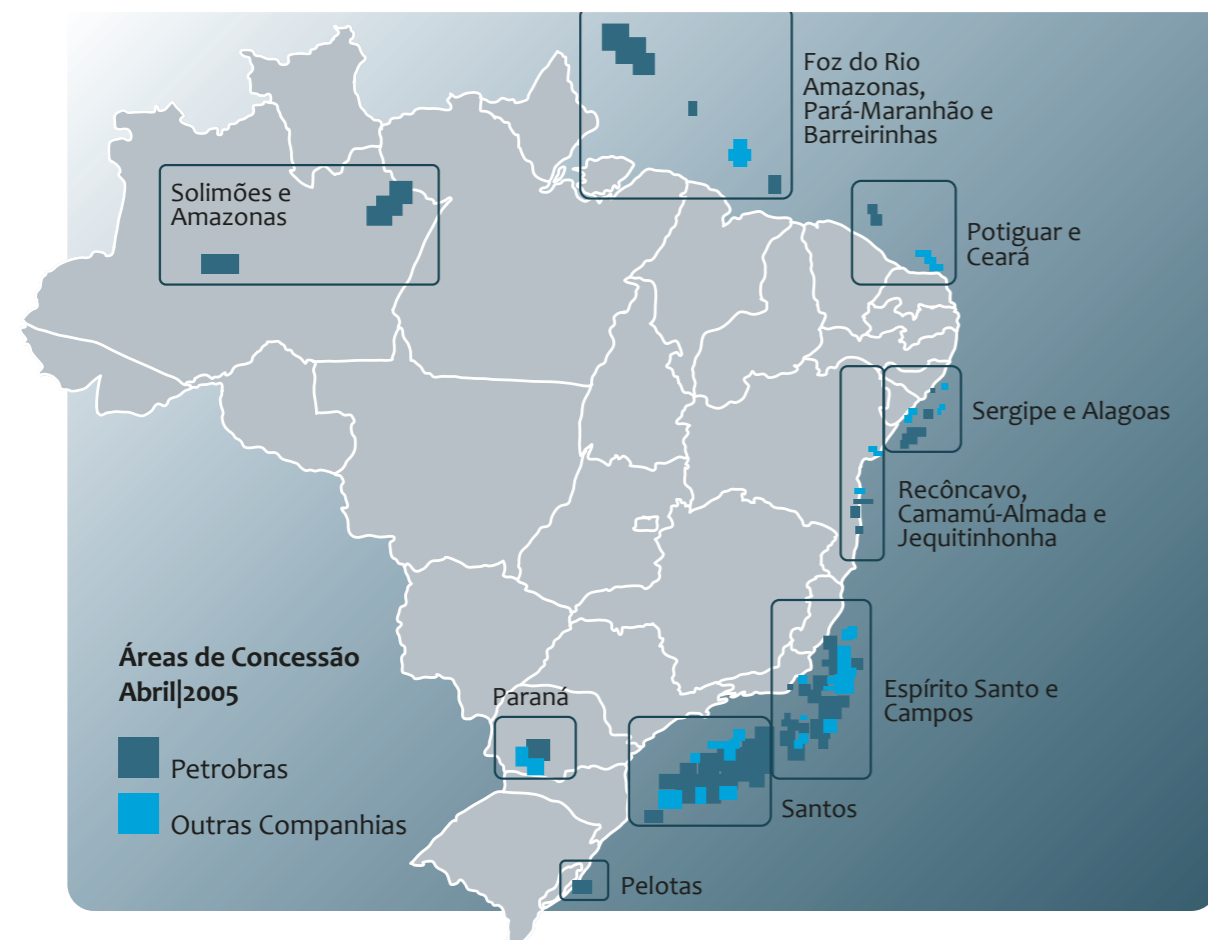 Foz do Rio
Amazonas,
Pará-Maranhão e
Barreirinhas
Solimões e
Amazonas
Potiguar e
Ceará
Sergipe e Alagoas
Recôncavo,
Camamú-Almada e
Jequitinhonha
Áreas de Concessão
Abril|2005
Petrobras
Outras Companhias
Paraná
Espírito Santo e
Campos
Santos
Pelotas